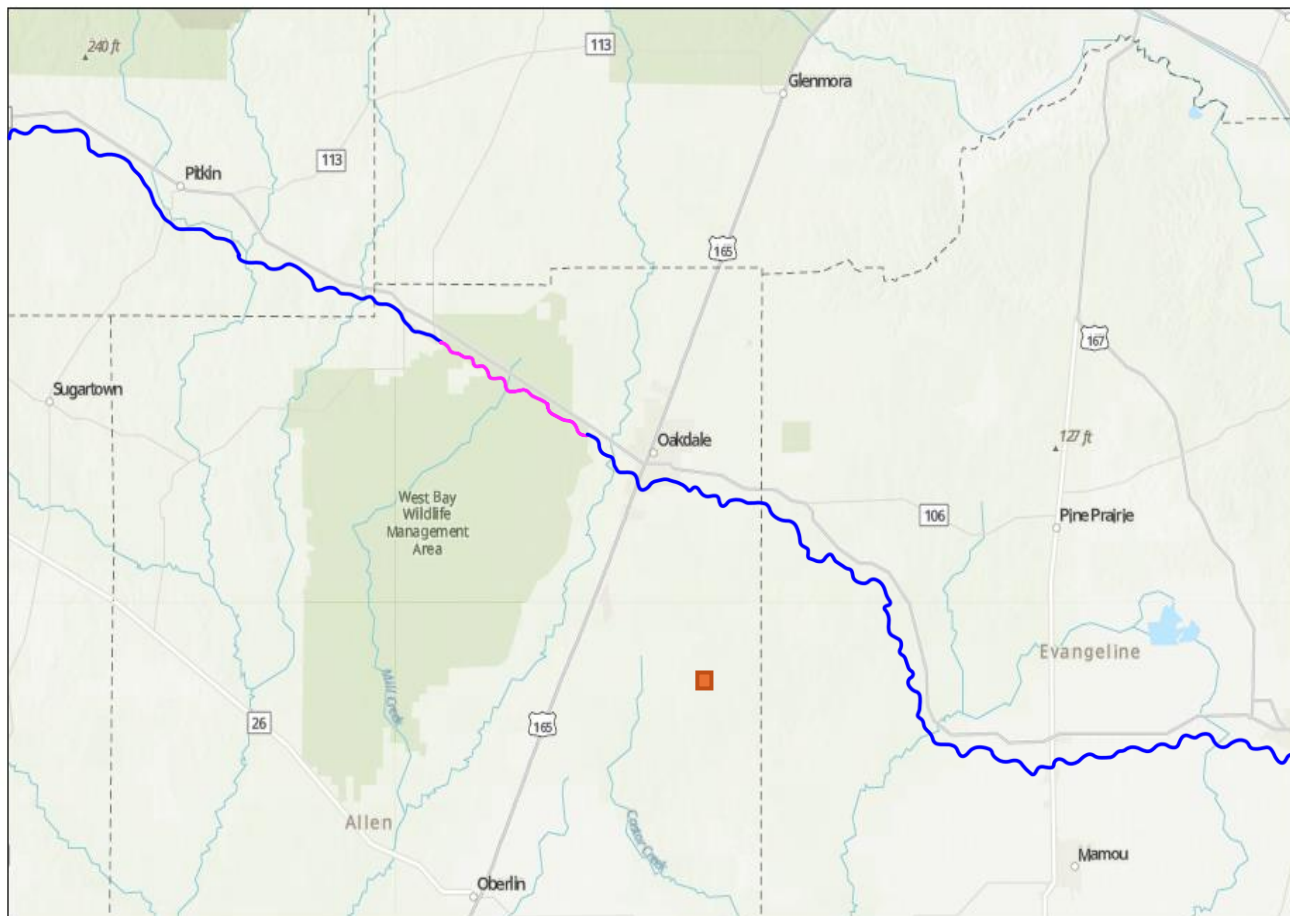 240 ft
113
Glenmora
113
Pitkin
165
167
Sugartown
Oakdale
127 ft
West Bay
Wildlife
Management
Area
106
Pine Prairie
Evangeline
Mill Creek
26
165
Allen
Castor Creek
Mamou
Oberlin